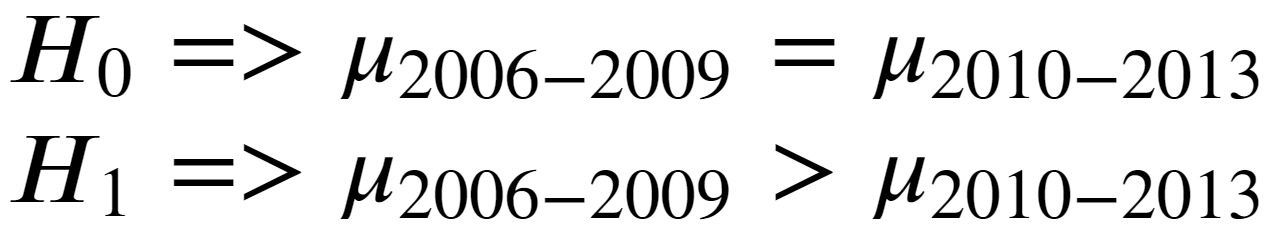 H₀ => μ₂₀₀₆₋₂₀₀₉ = μ₂₀₁₀₋₂₀₁₃
H₁ => μ₂₀₀₆₋₂₀₀₉ > μ₂₀₁₀₋₂₀₁₃